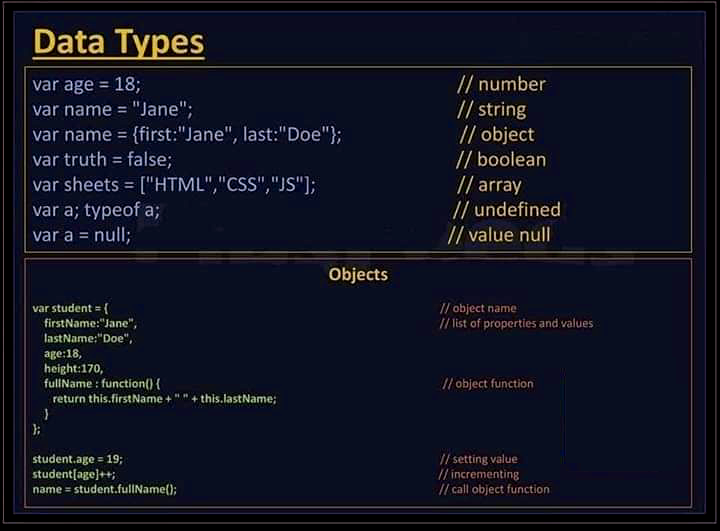 Data Types
var age = 18; // number
var name = "Jane"; // string
var name = {first:"Jane", last:"Doe"}; // object
var truth = false; // boolean
var sheets = ["HTML","CSS","JS"]; // array
var a; typeof a; // undefined
var a = null; // value null
Objects
var student = { // object name
firstName:"Jane", // list of properties and values
lastName:"Doe",
age:18,
height:170,
fullName : function() { // object function
return this.firstName + " " + this.lastName;
}
};
student.age = 19; // setting value
student[age]++; // incrementing
name = student.fullName(); // call object function